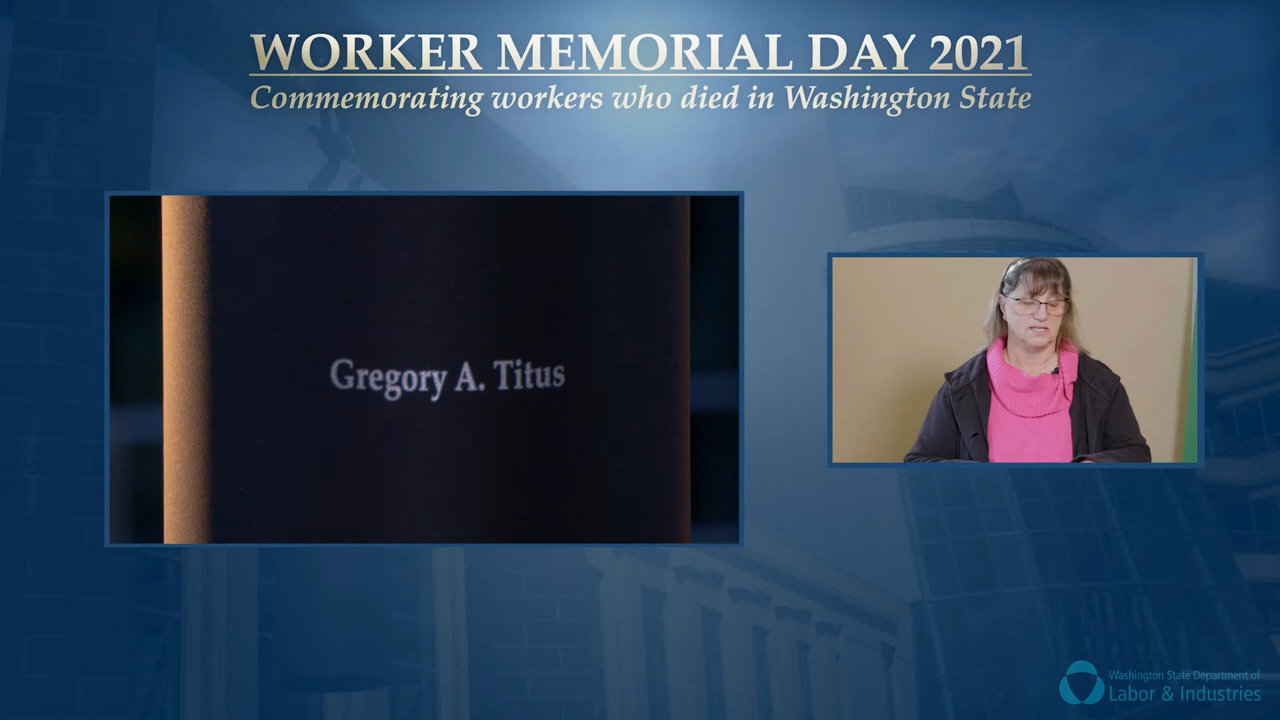 WORKER MEMORIAL DAY 2021
Commemorating workers who died in Washington State
Gregory A. Titus
Washington State Department of
Labor & Industries